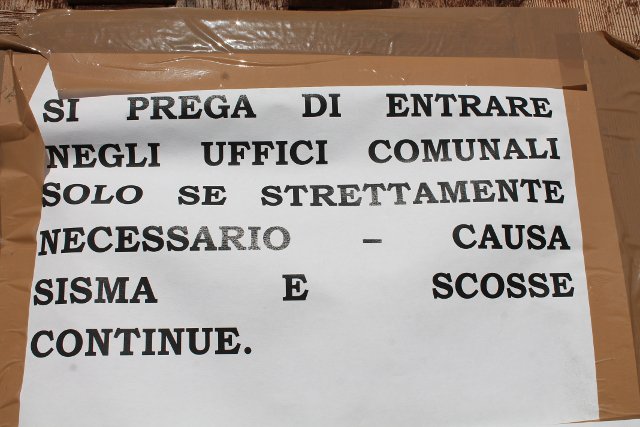 SI PREGA DI ENTRARE
NEGLI UFFICI COMUNALI
SOLO SE STRETTAMENTE
NECESSARIO – CAUSA
SISMA E SCOSSE
CONTINUE.